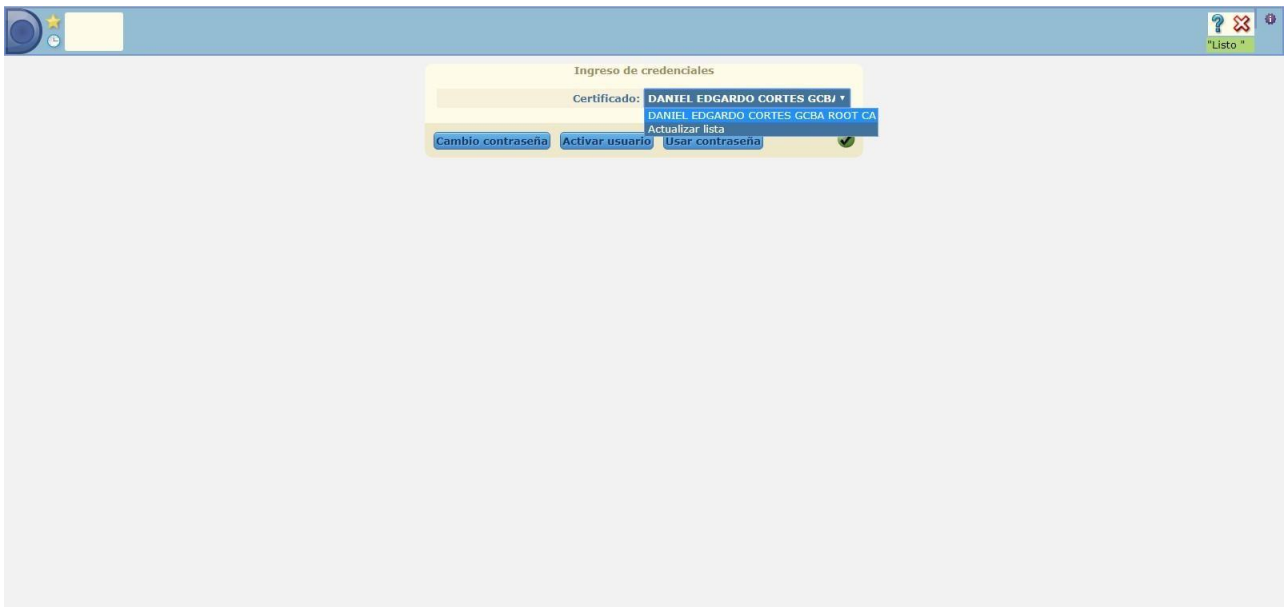 "Listo "
Ingreso de credenciales
Certificado: DANIEL EDGARDO CORTES GCB/
DANIEL EDGARDO CORTES GCBA ROOT CA
Actualizar lista
Cambio contraseña Activar usuario Usar contraseña